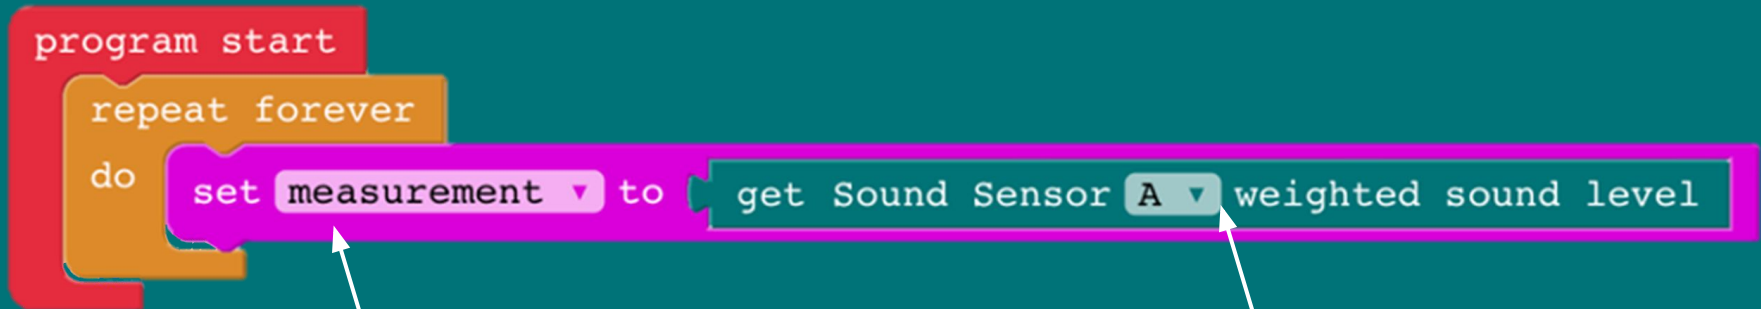 program start
repeat forever
do set measurement to get Sound Sensor A weighted sound level